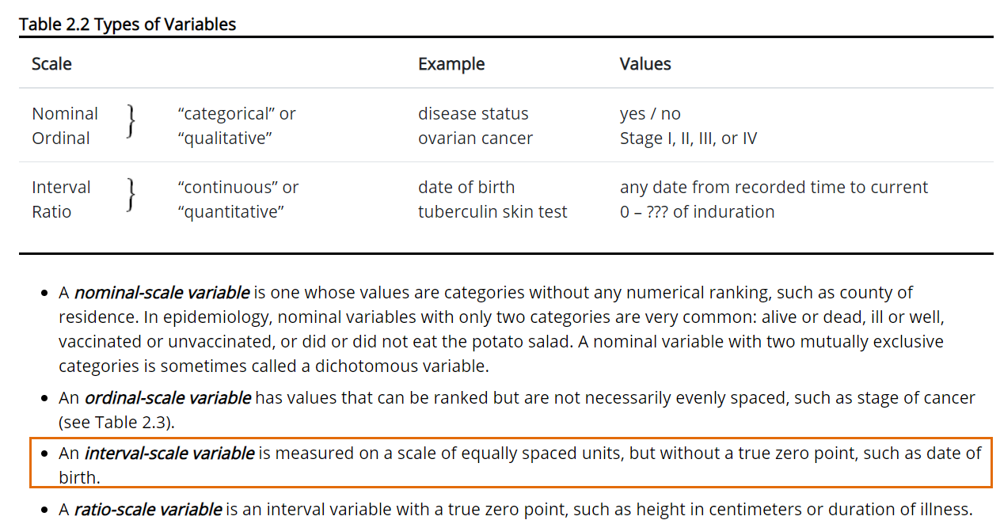 Table 2.2 Types of Variables
Scale Example Values
Nominal } “categorical” or disease status yes / no
Ordinal “qualitative” ovarian cancer Stage I, II, III, or IV
Interval } “continuous” or date of birth any date from recorded time to current
Ratio “quantitative” tuberculin skin test 0 – ??? of induration
• A nominal-scale variable is one whose values are categories without any numerical ranking, such as county of
residence. In epidemiology, nominal variables with only two categories are very common: alive or dead, ill or well,
vaccinated or unvaccinated, or did or did not eat the potato salad. A nominal variable with two mutually exclusive
categories is sometimes called a dichotomous variable.
• An ordinal-scale variable has values that can be ranked but are not necessarily evenly spaced, such as stage of cancer
(see Table 2.3).
• An interval-scale variable is measured on a scale of equally spaced units, but without a true zero point, such as date of
birth.
• A ratio-scale variable is an interval variable with a true zero point, such as height in centimeters or duration of illness.